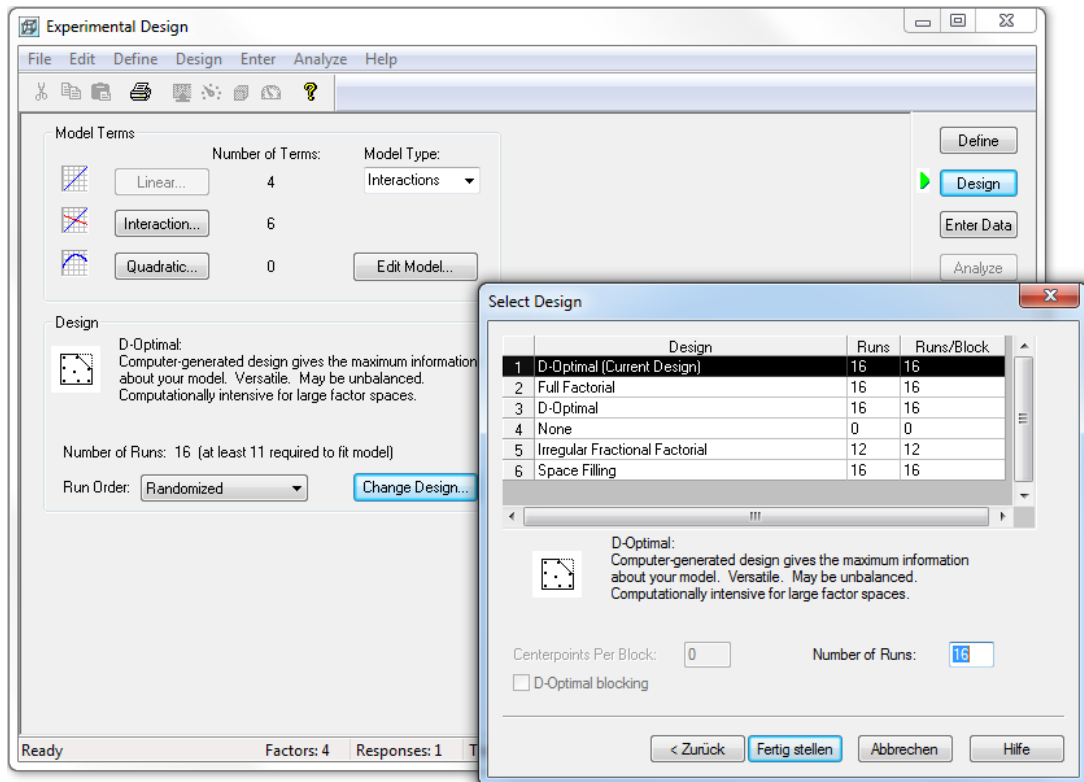 Experimental Design
File Edit Define Design Enter Analyze Help
Model Terms
Number of Terms: Model Type:
Linear... 4 Interactions
Interaction... 6
Quadratic... 0 Edit Model...
Define
Design
Enter Data
Analyze
Design
D-Optimal:
Computer-generated design gives the maximum information
about your model. Versatile. May be unbalanced.
Computationally intensive for large factor spaces.
Number of Runs: 16 (at least 11 required to fit model)
Run Order: Randomized Change Design...
Ready Factors: 4 Responses: 1 T
Select Design
Design Runs Runs/Block
1 D-Optimal (Current Design) 16 16
2 Full Factorial 16 16
3 D-Optimal 16 16
4 None 0 0
5 Irregular Fractional Factorial 12 12
6 Space Filling 16 16
D-Optimal:
Computer-generated design gives the maximum information
about your model. Versatile. May be unbalanced.
Computationally intensive for large factor spaces.
Centerpoints Per Block: 0 Number of Runs: 16
D-Optimal blocking
< Zurück Fertig stellen Abbrechen Hilfe